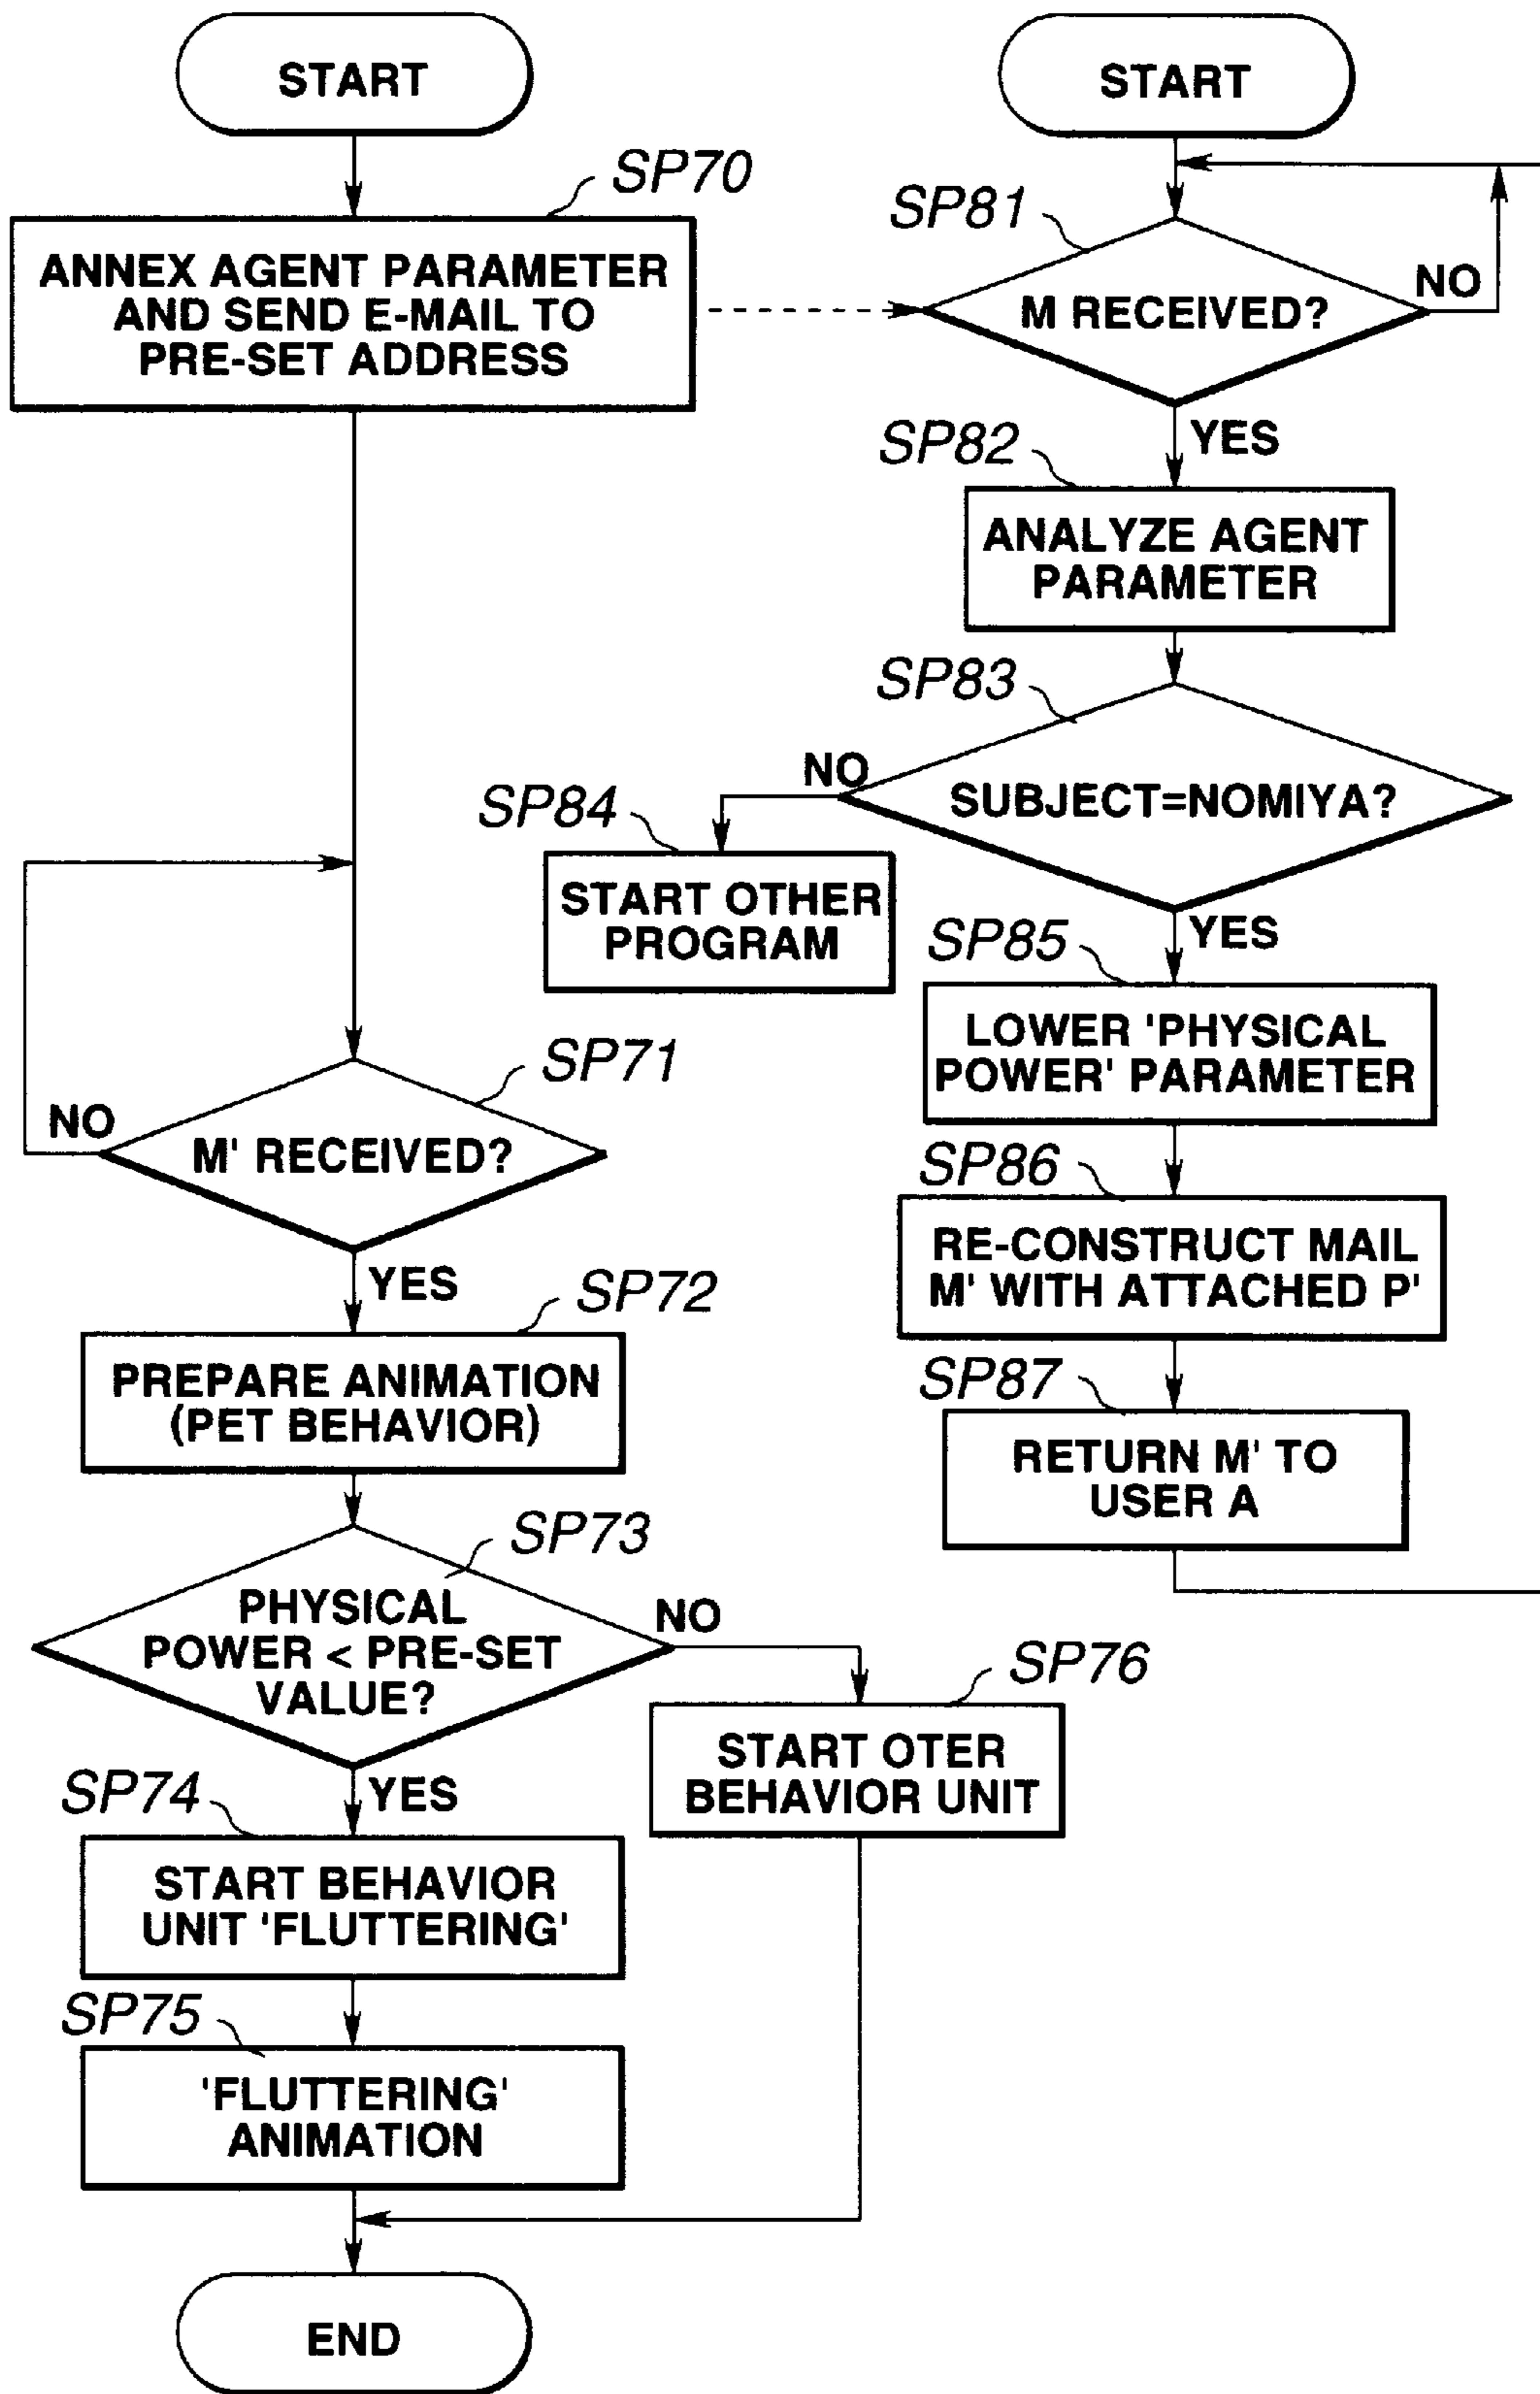 START
SP70
ANNEX AGENT PARAMETER
AND SEND E-MAIL TO
PRE-SET ADDRESS
SP71
M' RECEIVED?
NO
YES
SP72
PREPARE ANIMATION
(PET BEHAVIOR)
SP73
PHYSICAL
POWER < PRE-SET
VALUE?
NO
YES
SP76
START OTER
BEHAVIOR UNIT
SP74
START BEHAVIOR
UNIT 'FLUTTERING'
SP75
'FLUTTERING'
ANIMATION
END
START
SP81
M RECEIVED?
NO
YES
SP82
ANALYZE AGENT
PARAMETER
SP83
SUBJECT=NOMIYA?
NO
SP84
START OTHER
PROGRAM
YES
SP85
LOWER 'PHYSICAL
POWER' PARAMETER
SP86
RE-CONSTRUCT MAIL
M' WITH ATTACHED P'
SP87
RETURN M' TO
USER A